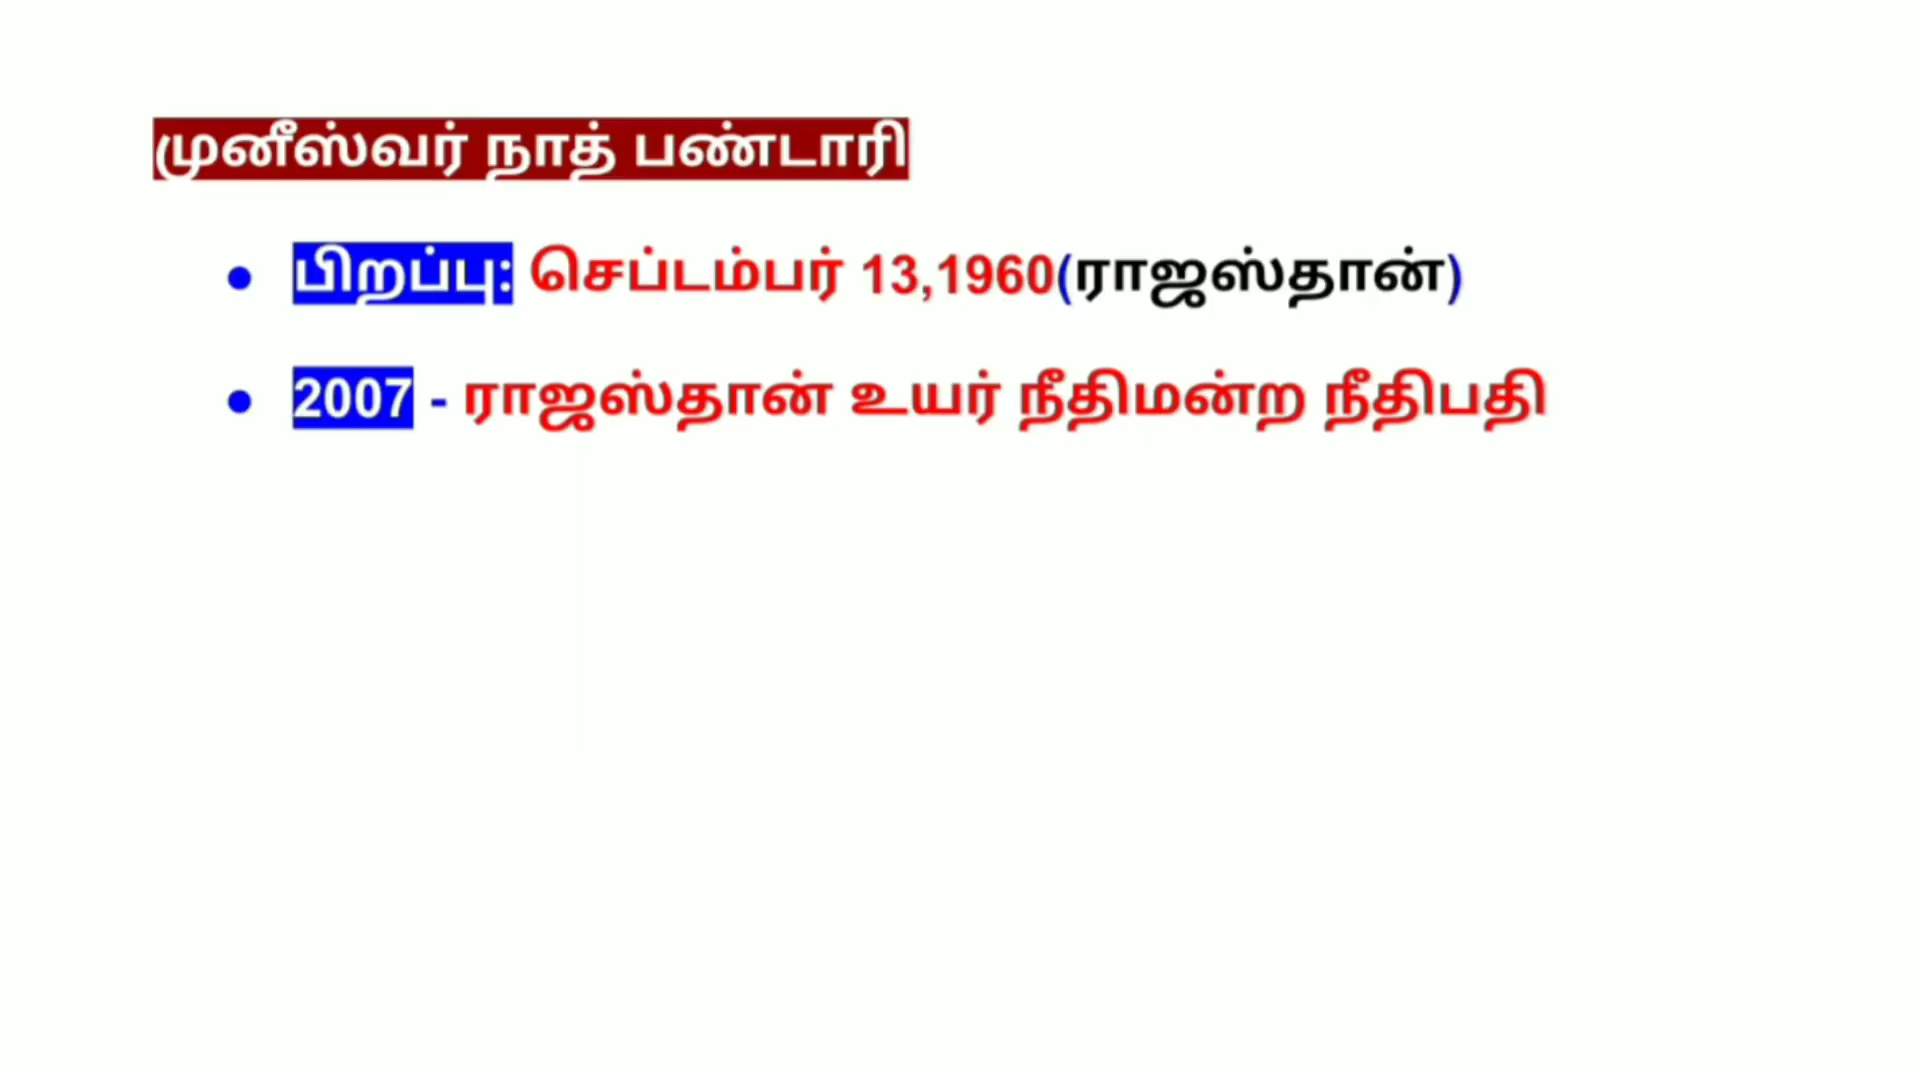 முனீஸ்வர் நாத் பண்டாரி
● பிறப்பு: செப்டம்பர் 13,1960(ராஜஸ்தான்)
● 2007 - ராஜஸ்தான் உயர் நீதிமன்ற நீதிபதி